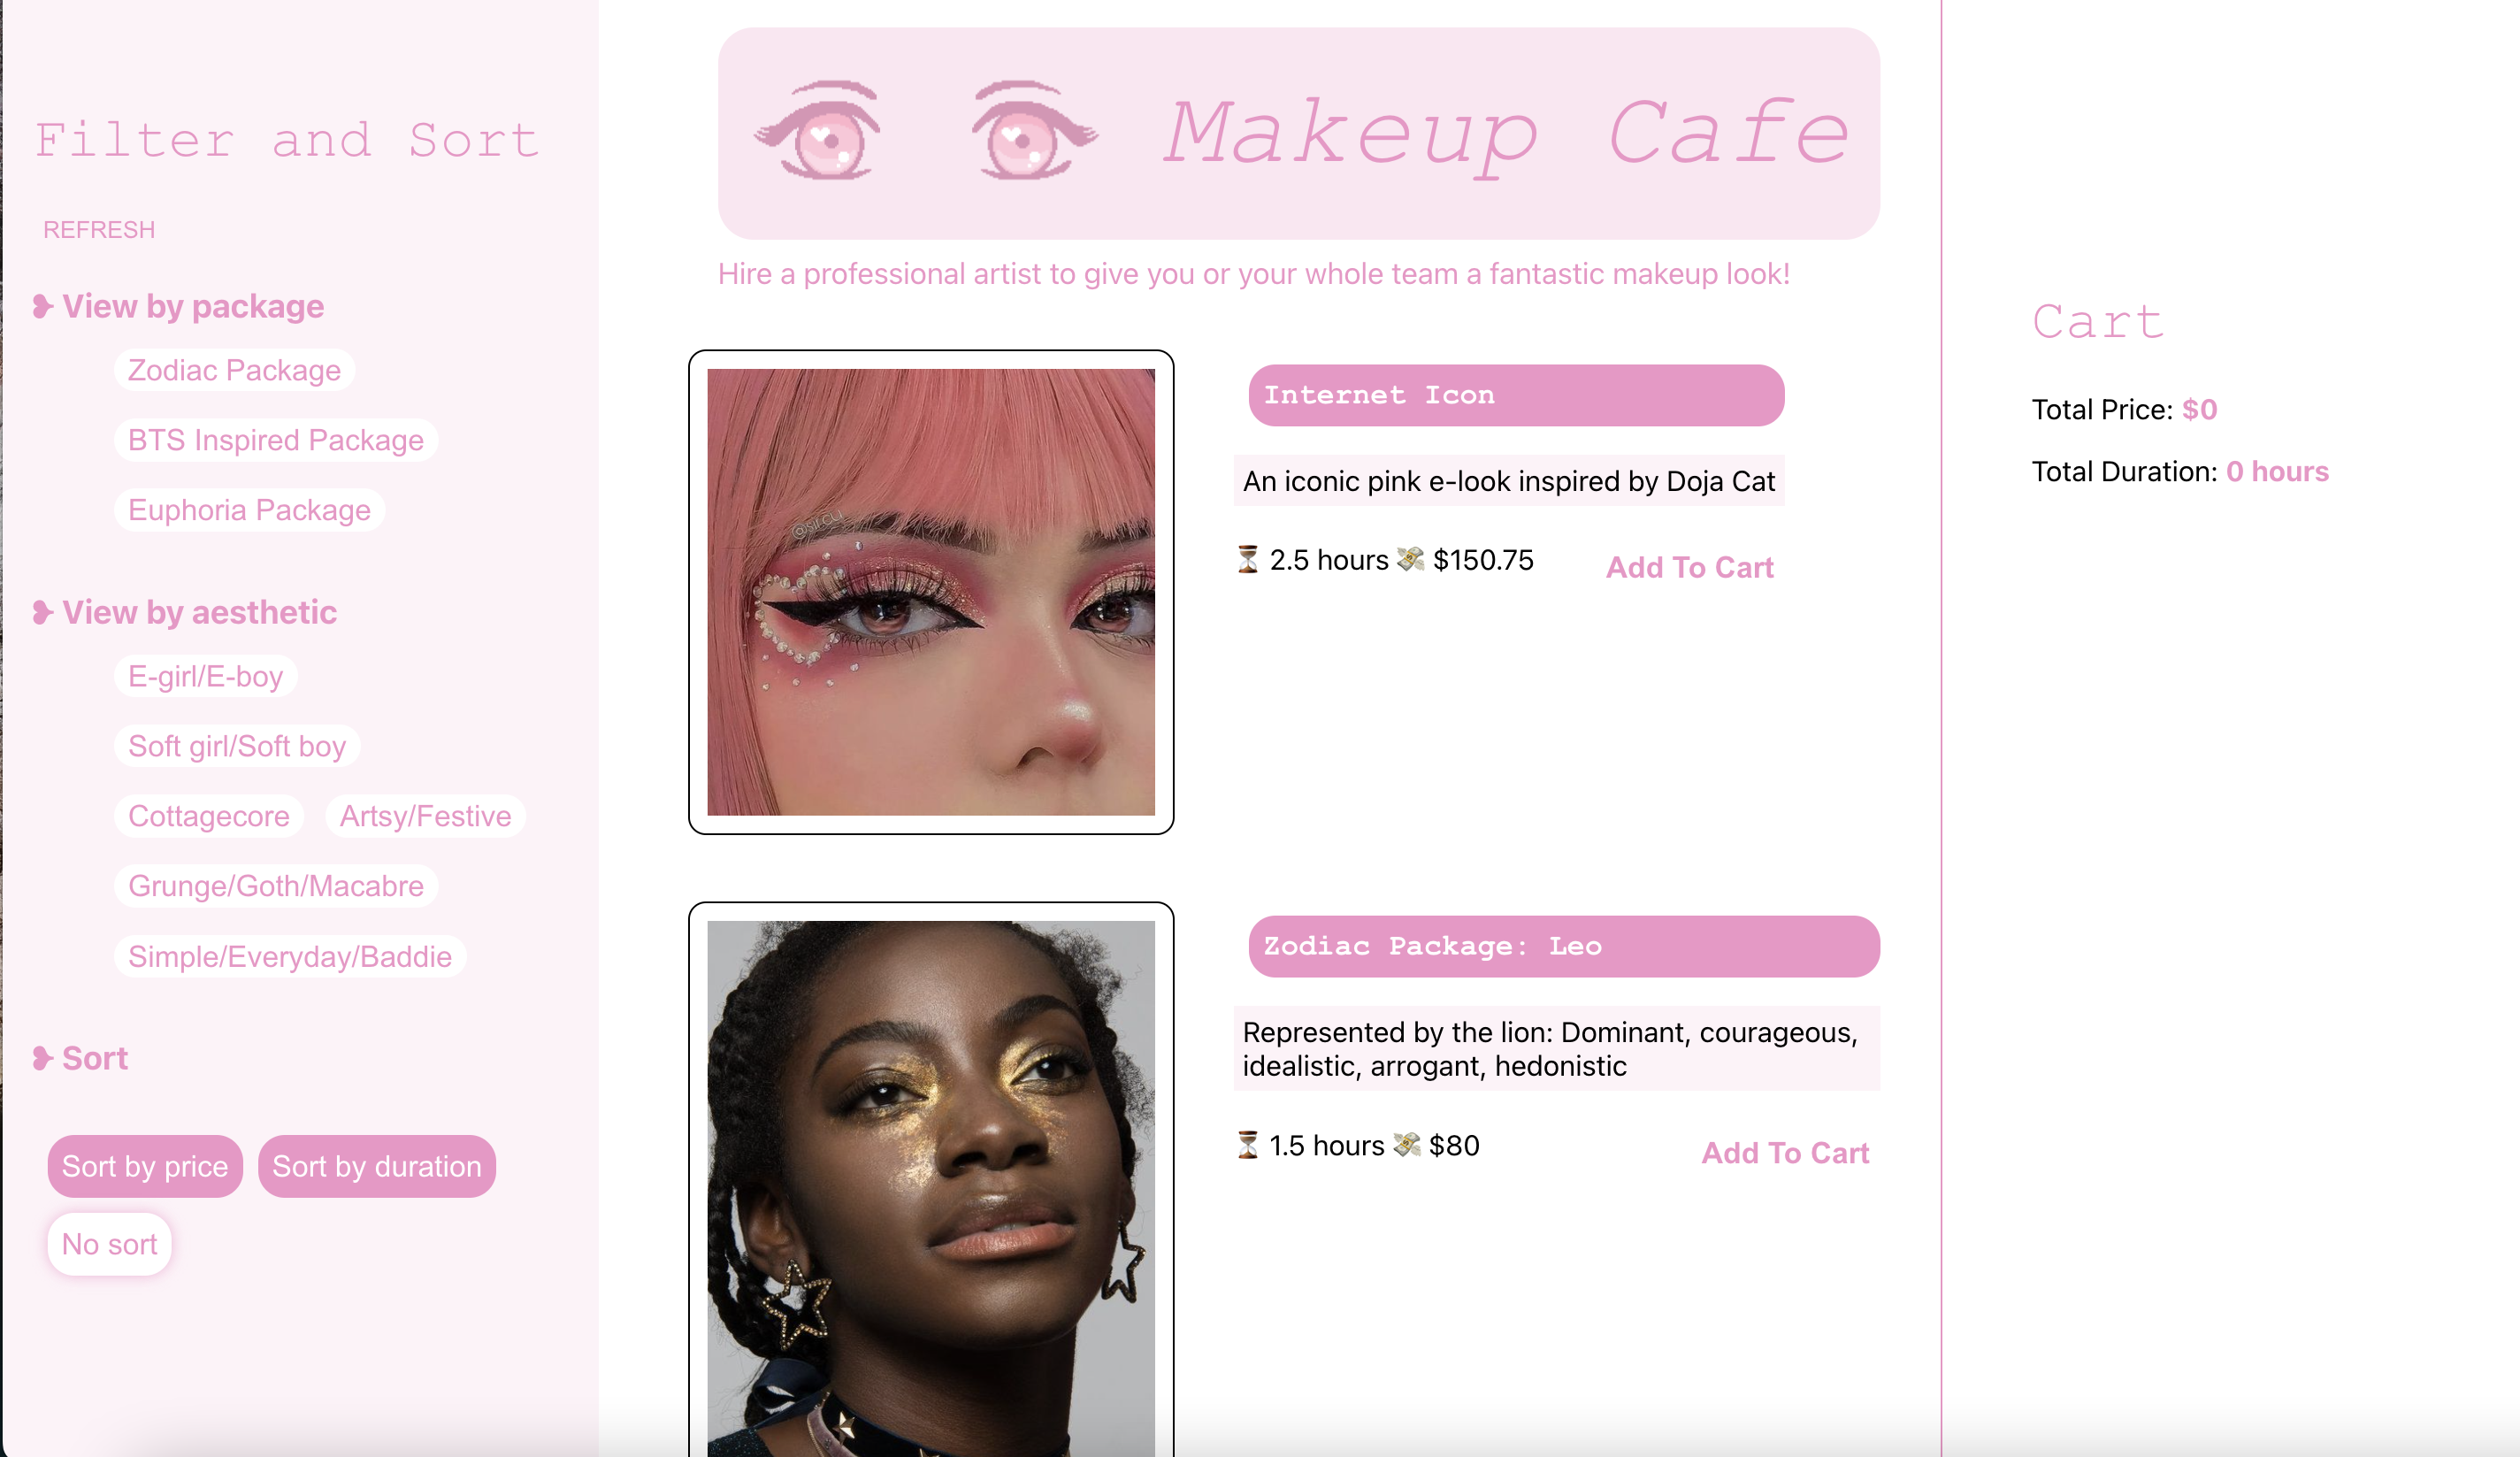 Filter and Sort
REFRESH
❥ View by package
Zodiac Package
BTS Inspired Package
Euphoria Package
❥ View by aesthetic
E-girl/E-boy
Soft girl/Soft boy
Cottagecore Artsy/Festive
Grunge/Goth/Macabre
Simple/Everyday/Baddie
❥ Sort
Sort by price Sort by duration
No sort
Makeup Cafe
Hire a professional artist to give you or your whole team a fantastic makeup look!
Internet Icon
An iconic pink e-look inspired by Doja Cat
⏳ 2.5 hours 💸 $150.75 Add To Cart
Zodiac Package: Leo
Represented by the lion: Dominant, courageous,
idealistic, arrogant, hedonistic
⏳ 1.5 hours 💸 $80 Add To Cart
Cart
Total Price: $0
Total Duration: 0 hours